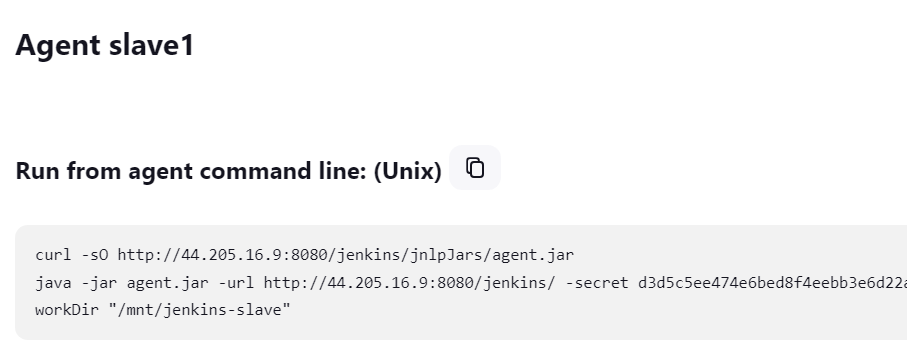 Agent slave1
Run from agent command line: (Unix)
curl -sO http://44.205.16.9:8080/jenkins/jnlpJars/agent.jar
java -jar agent.jar -url http://44.205.16.9:8080/jenkins/ -secret d3d5c5ee474e6bed8f4eebb3e6d22a
workDir "/mnt/jenkins-slave"